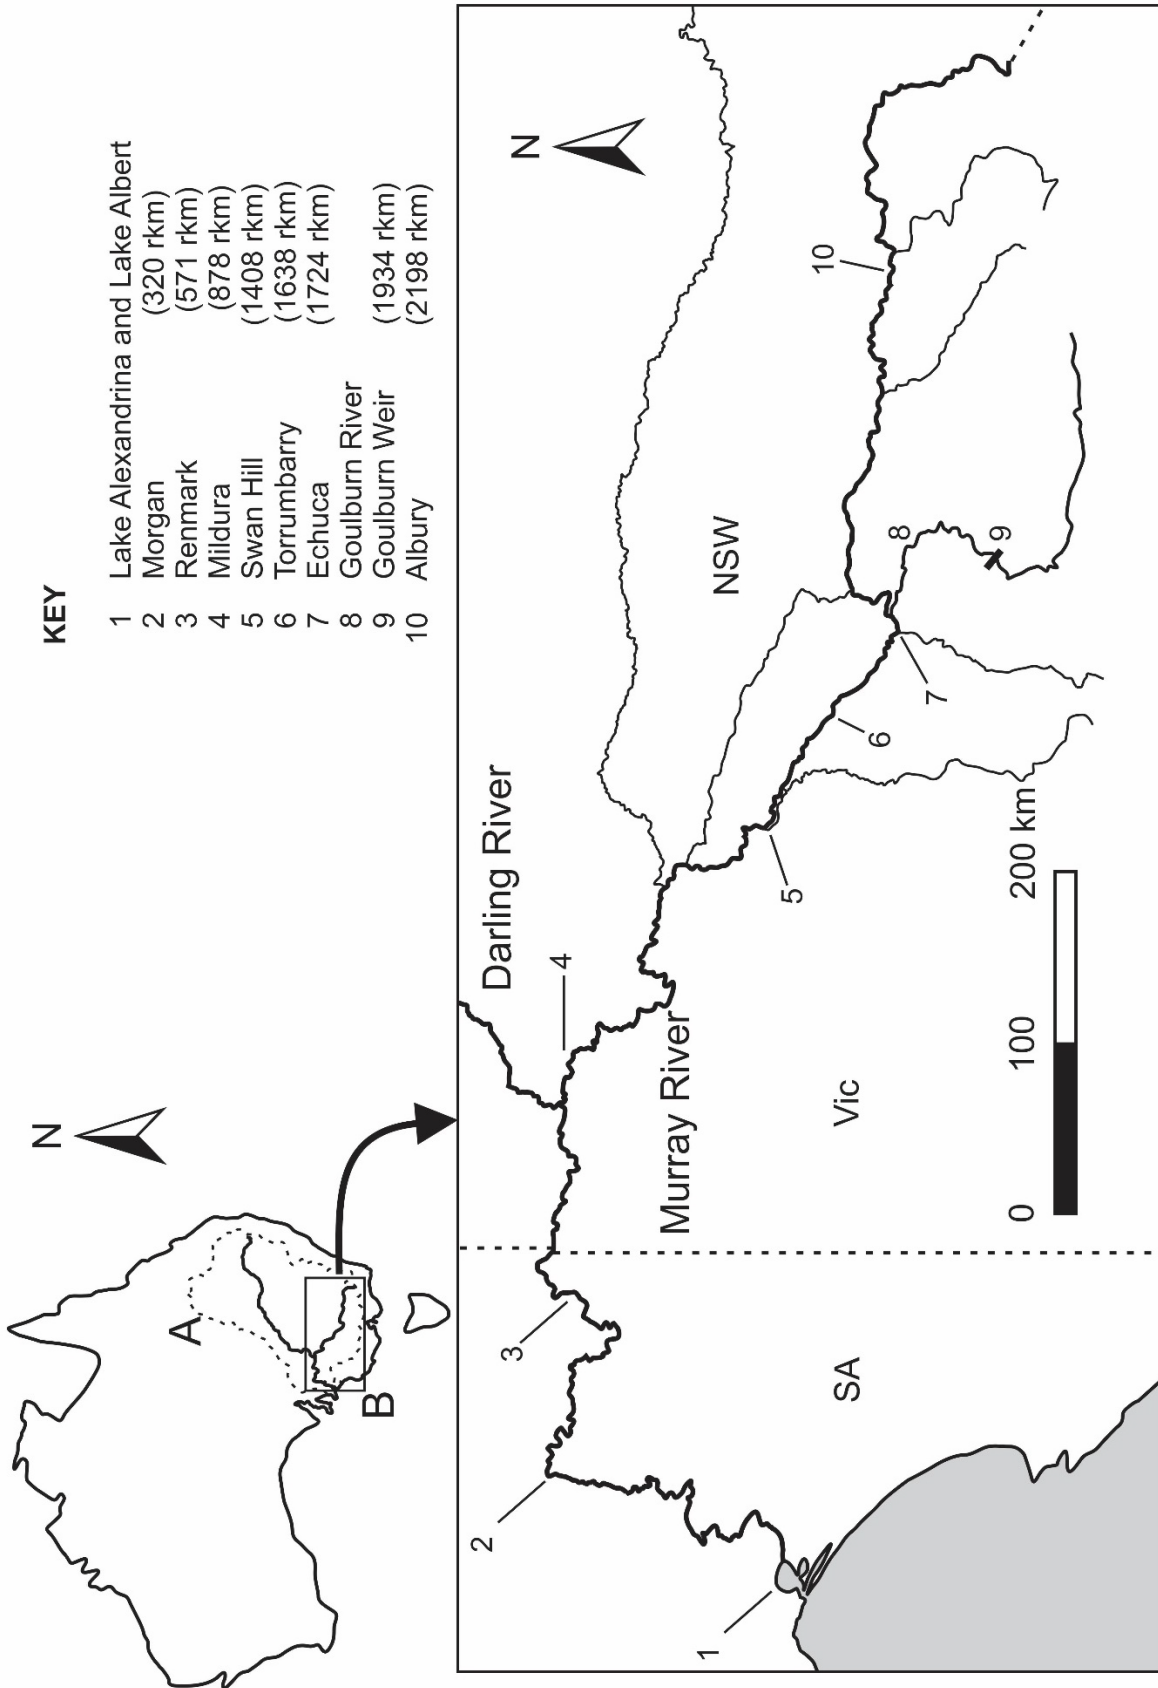 N
A
B
KEY
1 Lake Alexandrina and Lake Albert
2 Morgan (320 rkm)
3 Renmark (571 rkm)
4 Mildura (878 rkm)
5 Swan Hill (1408 rkm)
6 Torrumbarry (1638 rkm)
7 Echuca (1724 rkm)
8 Goulburn River
9 Goulburn Weir (1934 rkm)
10 Albury (2198 rkm)
Darling River
N
2
3
4
Murray River
NSW
10
1
SA
Vic
5
6
7
8
9
0 100 200 km